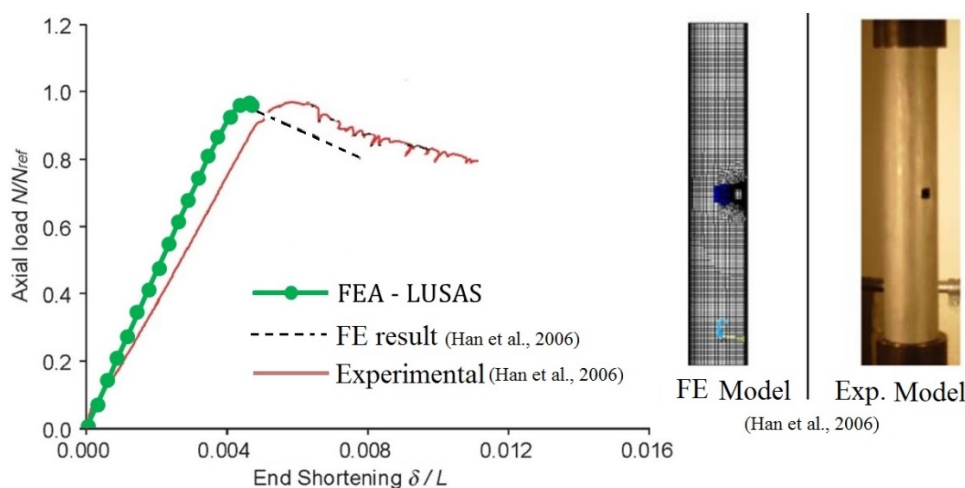 1.2
1.0
0.8
0.6
0.4
0.2
0.0
Axial load N/Nref
0.000
0.004
0.008
0.012
0.016
End Shortening δ/L
FEA - LUSAS
FE result (Han et al., 2006)
Experimental (Han et al., 2006)
FE Model
Exp. Model
(Han et al., 2006)